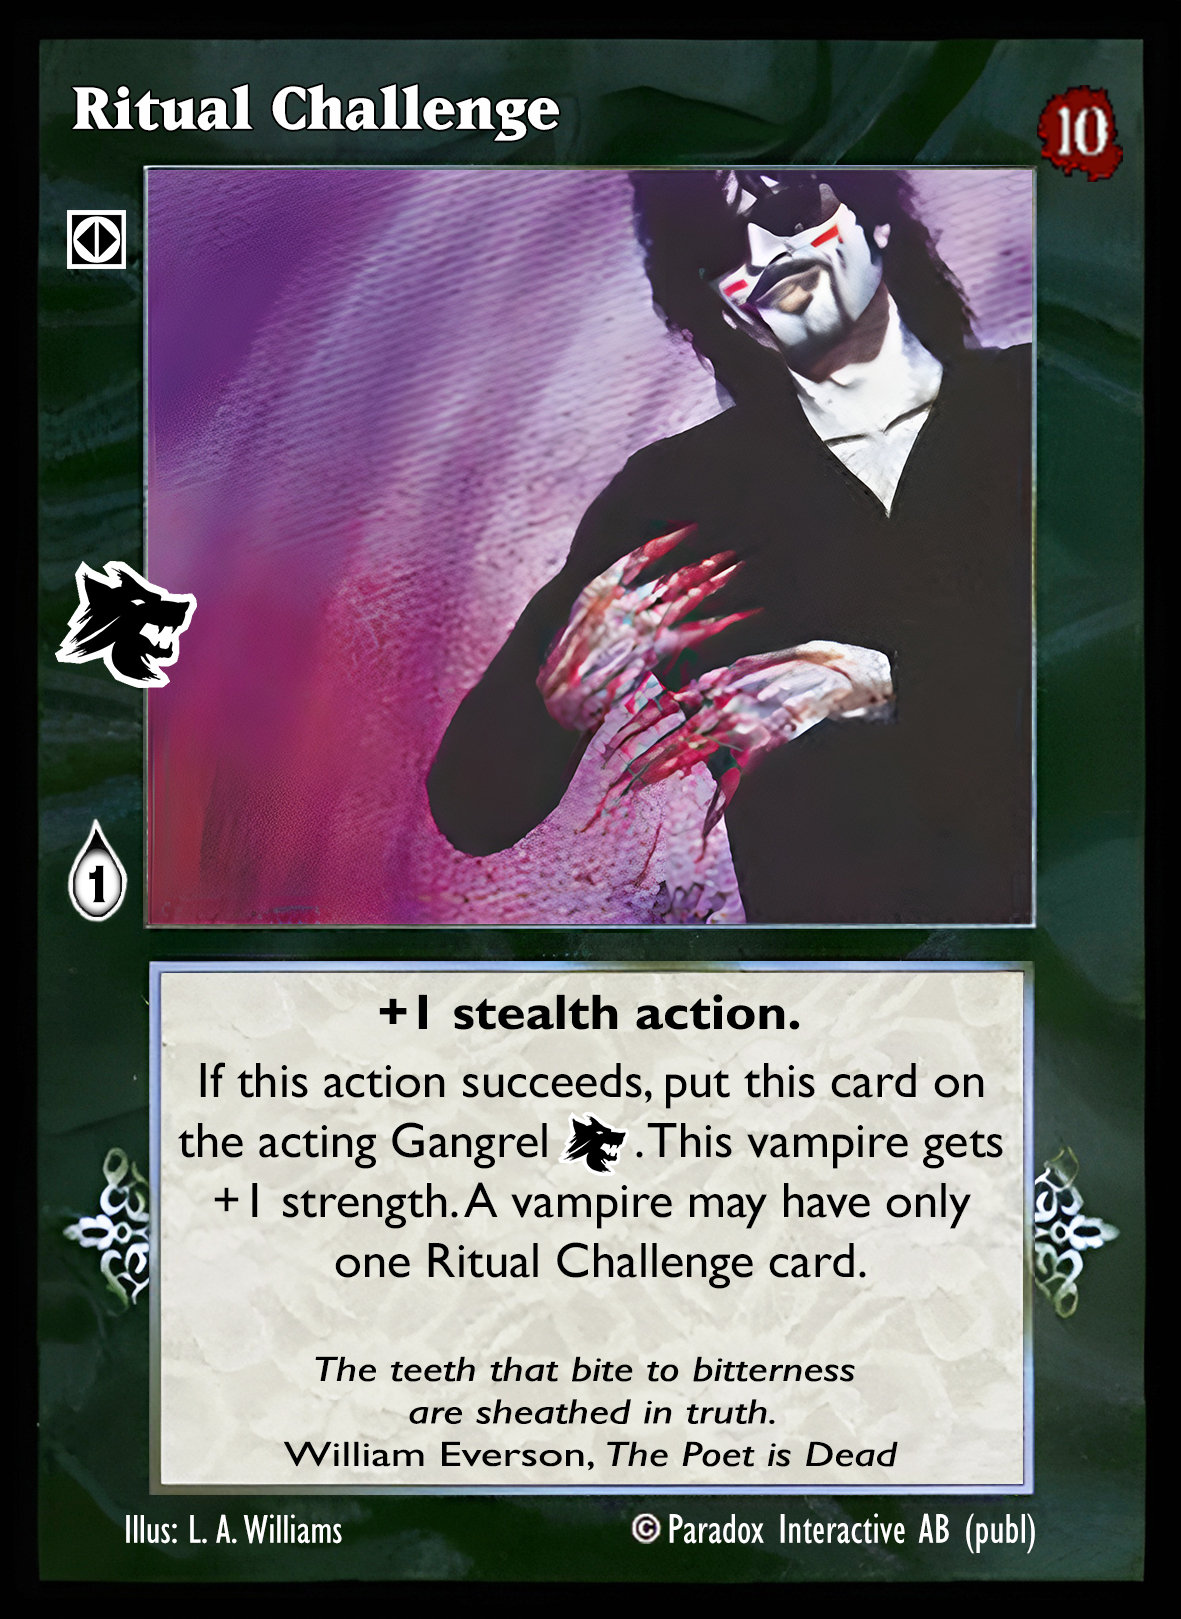 Ritual Challenge
10
1
+1 stealth action.
If this action succeeds, put this card on
the acting Gangrel . This vampire gets
+1 strength. A vampire may have only
one Ritual Challenge card.
The teeth that bite to bitterness
are sheathed in truth.
William Everson, The Poet is Dead
Illus: L. A. Williams
© Paradox Interactive AB (publ)